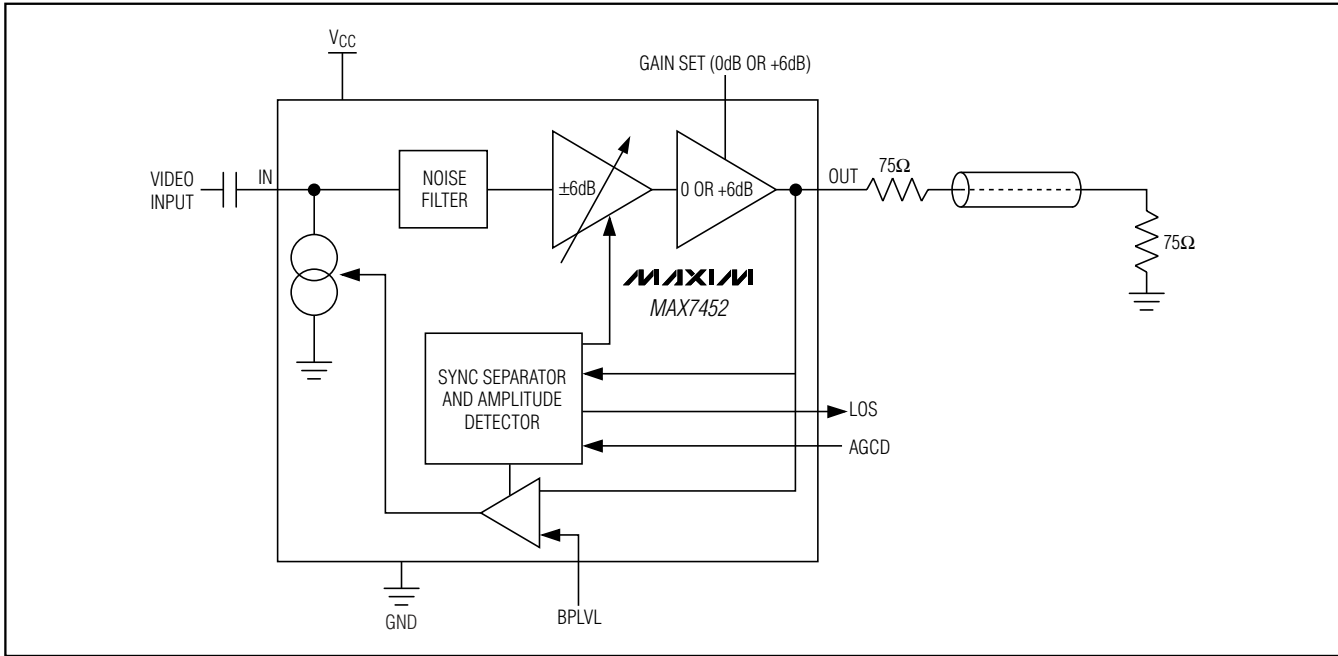 VCC
GAIN SET (0dB OR +6dB)
VIDEO
INPUT
IN
NOISE
FILTER
±6dB
0 OR +6dB
OUT
75Ω
75Ω
MAXIM
MAX7452
SYNC SEPARATOR
AND AMPLITUDE
DETECTOR
LOS
AGCD
GND
BPLVL